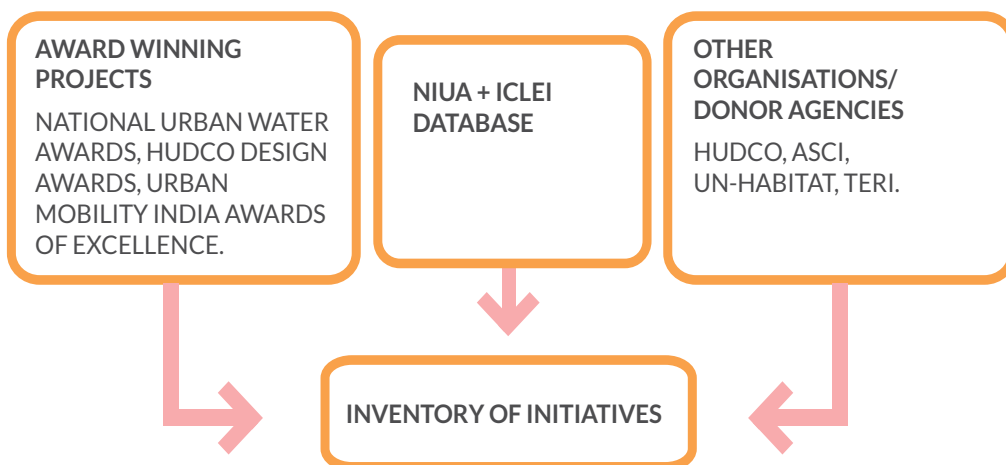 AWARD WINNING
PROJECTS
NATIONAL URBAN WATER
AWARDS, HUDCO DESIGN
AWARDS, URBAN
MOBILITY INDIA AWARDS
OF EXCELLENCE.
NIUA + ICLEI
DATABASE
OTHER
ORGANISATIONS/
DONOR AGENCIES
HUDCO, ASCI,
UN-HABITAT, TERI.
INVENTORY OF INITIATIVES